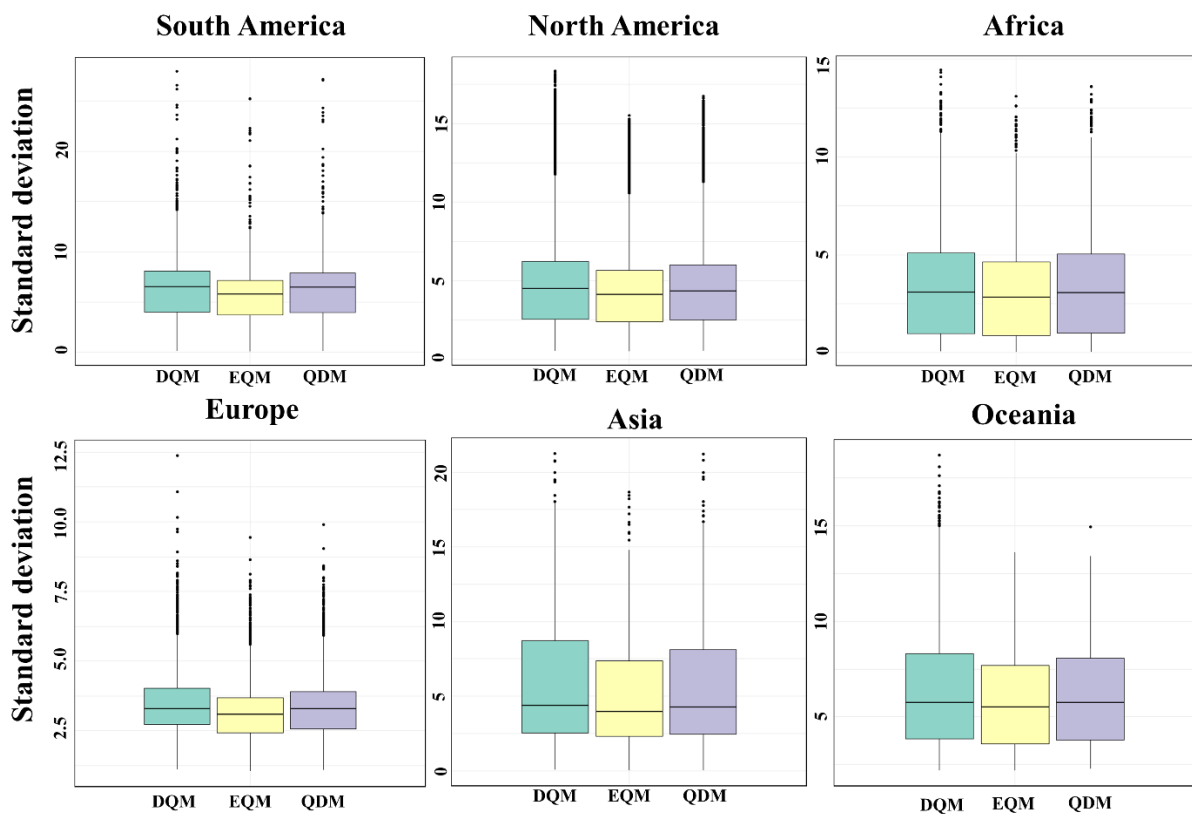 South America
North America
Africa
Standard deviation
0
10
20
0
5
10
15
0
5
10
15
DQM EQM QDM
DQM EQM QDM
DQM EQM QDM
Europe
Asia
Oceania
Standard deviation
2.5
5.0
7.5
10.0
12.5
0
5
10
15
20
5
10
15
DQM EQM QDM
DQM EQM QDM
DQM EQM QDM